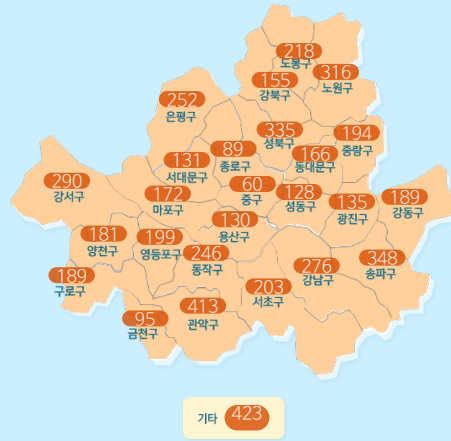 218
도봉구
316
노원구
155
강북구
252
은평구
335
성북구
194
중랑구
89
종로구
166
동대문구
131
서대문구
290
강서구
172
마포구
60
중구
128
성동구
135
광진구
189
강동구
130
용산구
181
양천구
199
영등포구
246
동작구
348
송파구
276
강남구
189
구로구
203
서초구
413
관악구
95
금천구
기타 423